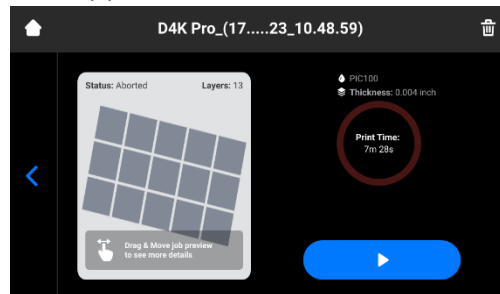 D4K Pro_(17.....23_10.48.59)
Status: Aborted
Layers: 13
PIC100
Thickness: 0.004 inch
Print Time:
7m 28s
Drag & Move job preview
to see more details